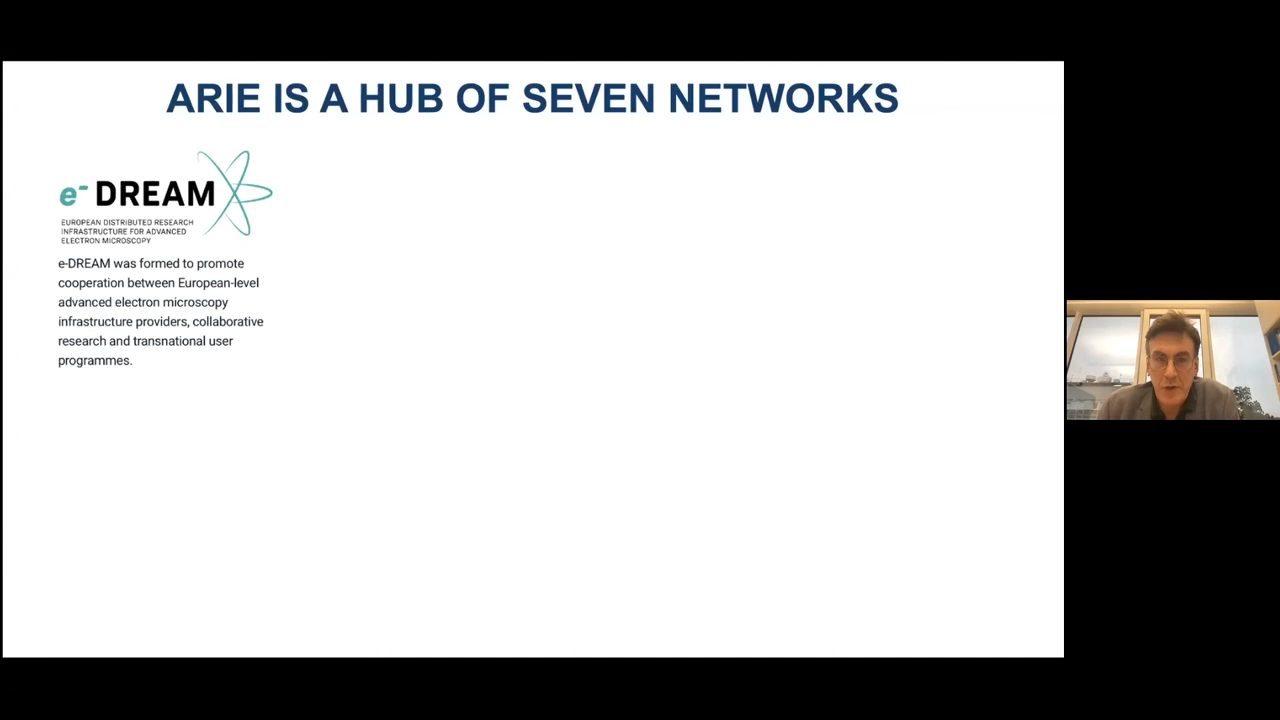 ARIE IS A HUB OF SEVEN NETWORKS
e- DREAM
EUROPEAN DISTRIBUTED RESEARCH
INFRASTRUCTURE FOR ADVANCED
ELECTRON MICROSCOPY
e-DREAM was formed to promote
cooperation between European-level
advanced electron microscopy
infrastructure providers, collaborative
research and transnational user
programmes.